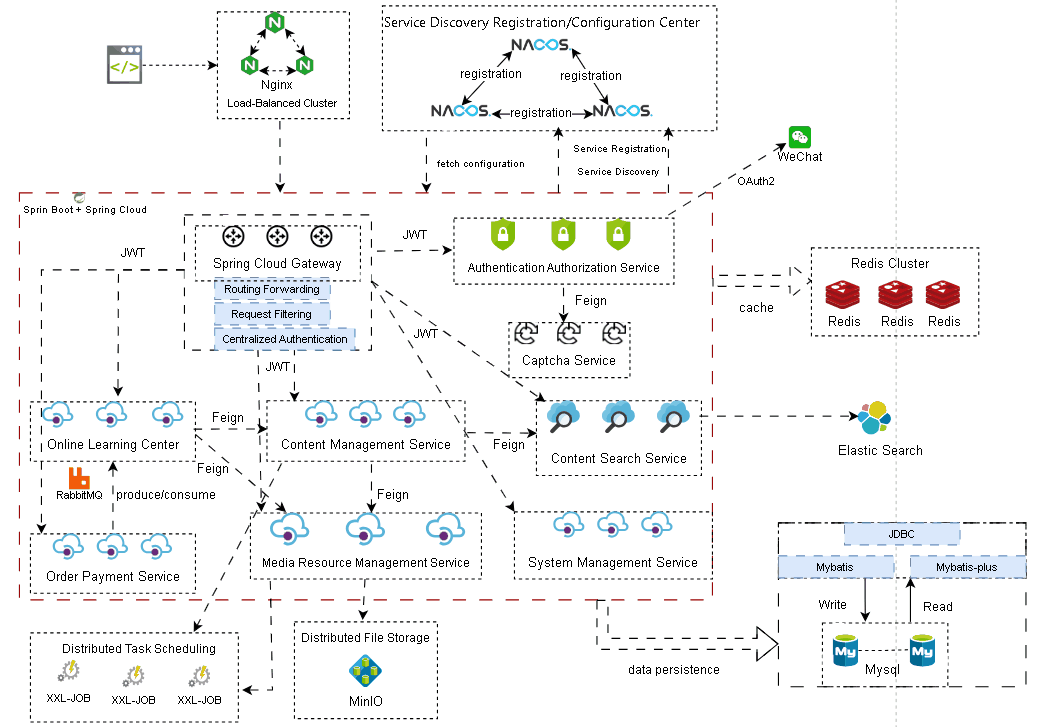 Service Discovery Registration/Configuration Center
NACOS.
registration
registration
NACOS.
registration
NACOS.
</>
N
N
N
Nginx
Load-Balanced Cluster
fetch configuration
Service Registration
Service Discovery
WeChat
OAuth2
Sprin Boot + Spring Cloud
JWT
Spring Cloud Gateway
Routing Forwarding
Request Filtering
Centralized Authentication
JWT
Authentication Authorization Service
Feign
Captcha Service
JWT
JWT
cache
Redis Cluster
Redis
Redis
Redis
Online Learning Center
Feign
Content Management Service
Feign
Content Search Service
Elastic Search
RabbitMQ
produce/consume
Feign
Feign
Order Payment Service
Media Resource Management Service
System Management Service
JDBC
Mybatis
Mybatis-plus
Write
Read
My
My
Mysql
data persistence
Distributed Task Scheduling
XXL-JOB
XXL-JOB
XXL-JOB
Distributed File Storage
MinIO